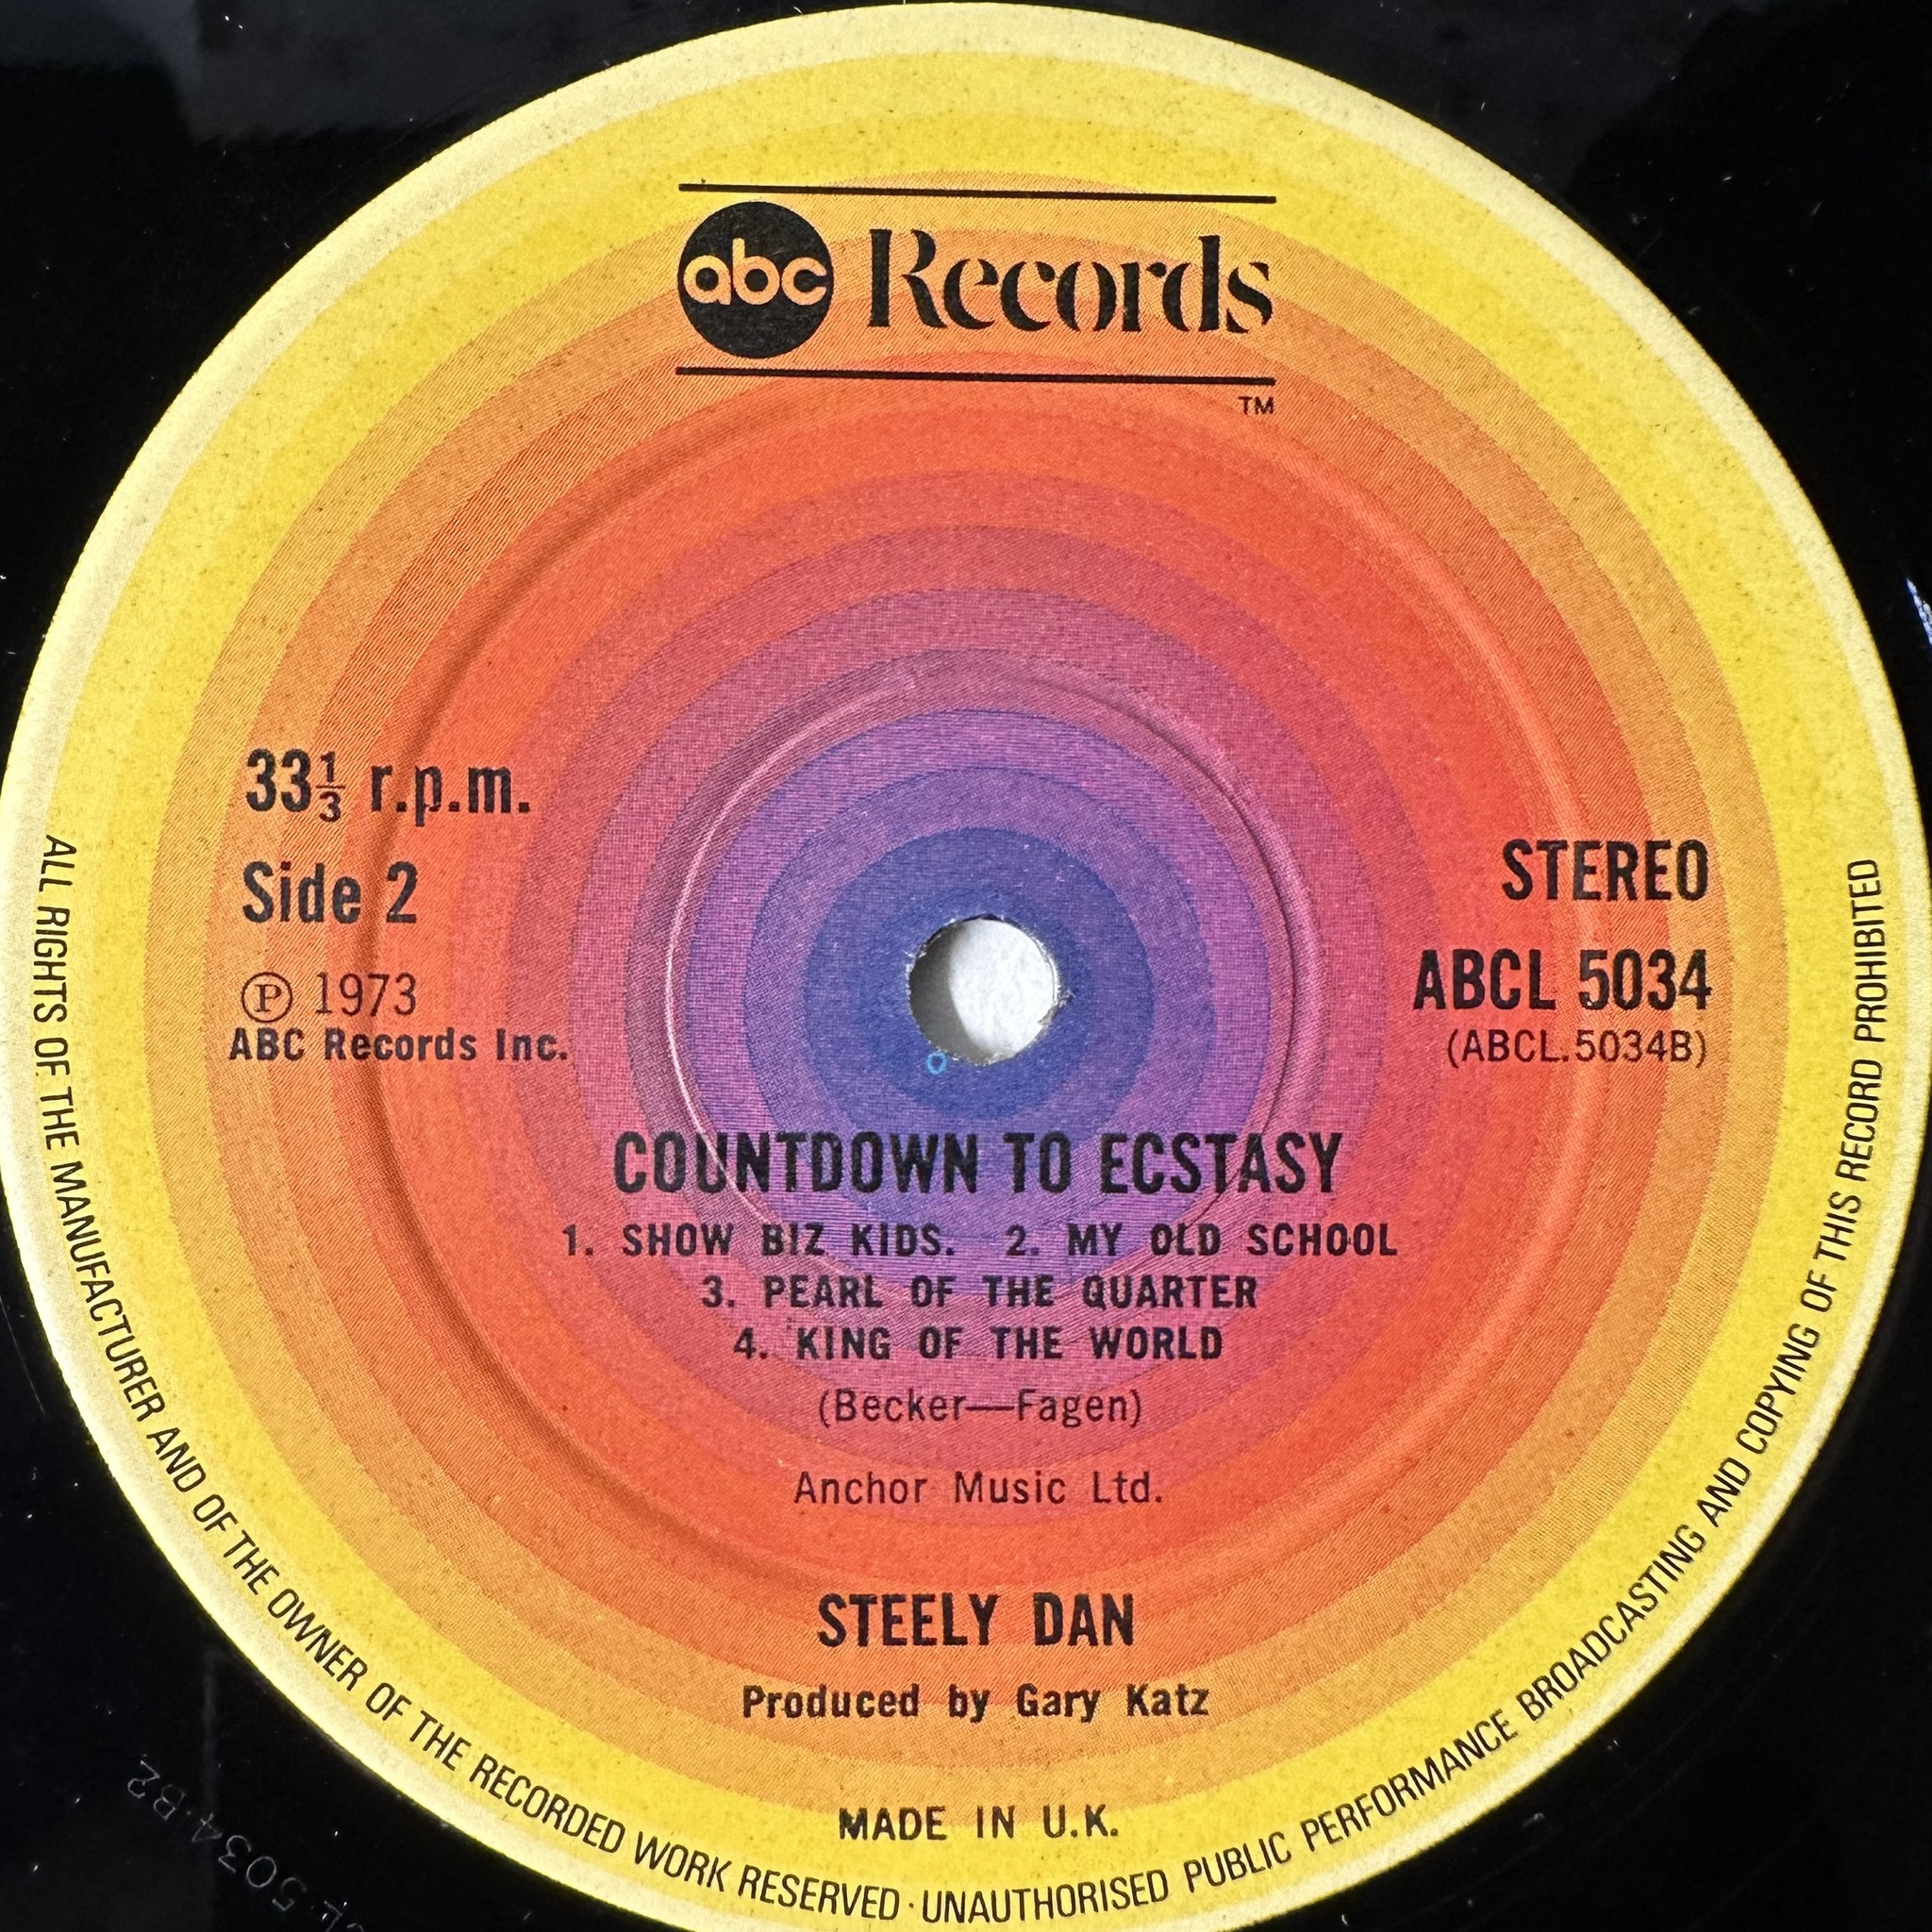 abc Records
TM
33⅓ r.p.m.
Side 2
℗ 1973
ABC Records Inc.
STEREO
ABCL 5034
(ABCL.5034B)
COUNTDOWN TO ECSTASY
1. SHOW BIZ KIDS. 2. MY OLD SCHOOL
3. PEARL OF THE QUARTER
4. KING OF THE WORLD
(Becker—Fagen)
Anchor Music Ltd.
STEELY DAN
Produced by Gary Katz
MADE IN U.K.
ALL RIGHTS OF THE MANUFACTURER AND OF THE OWNER OF THE RECORDED WORK RESERVED · UNAUTHORISED PUBLIC PERFORMANCE BROADCASTING AND COPYING OF THIS RECORD PROHIBITED
5034·B2